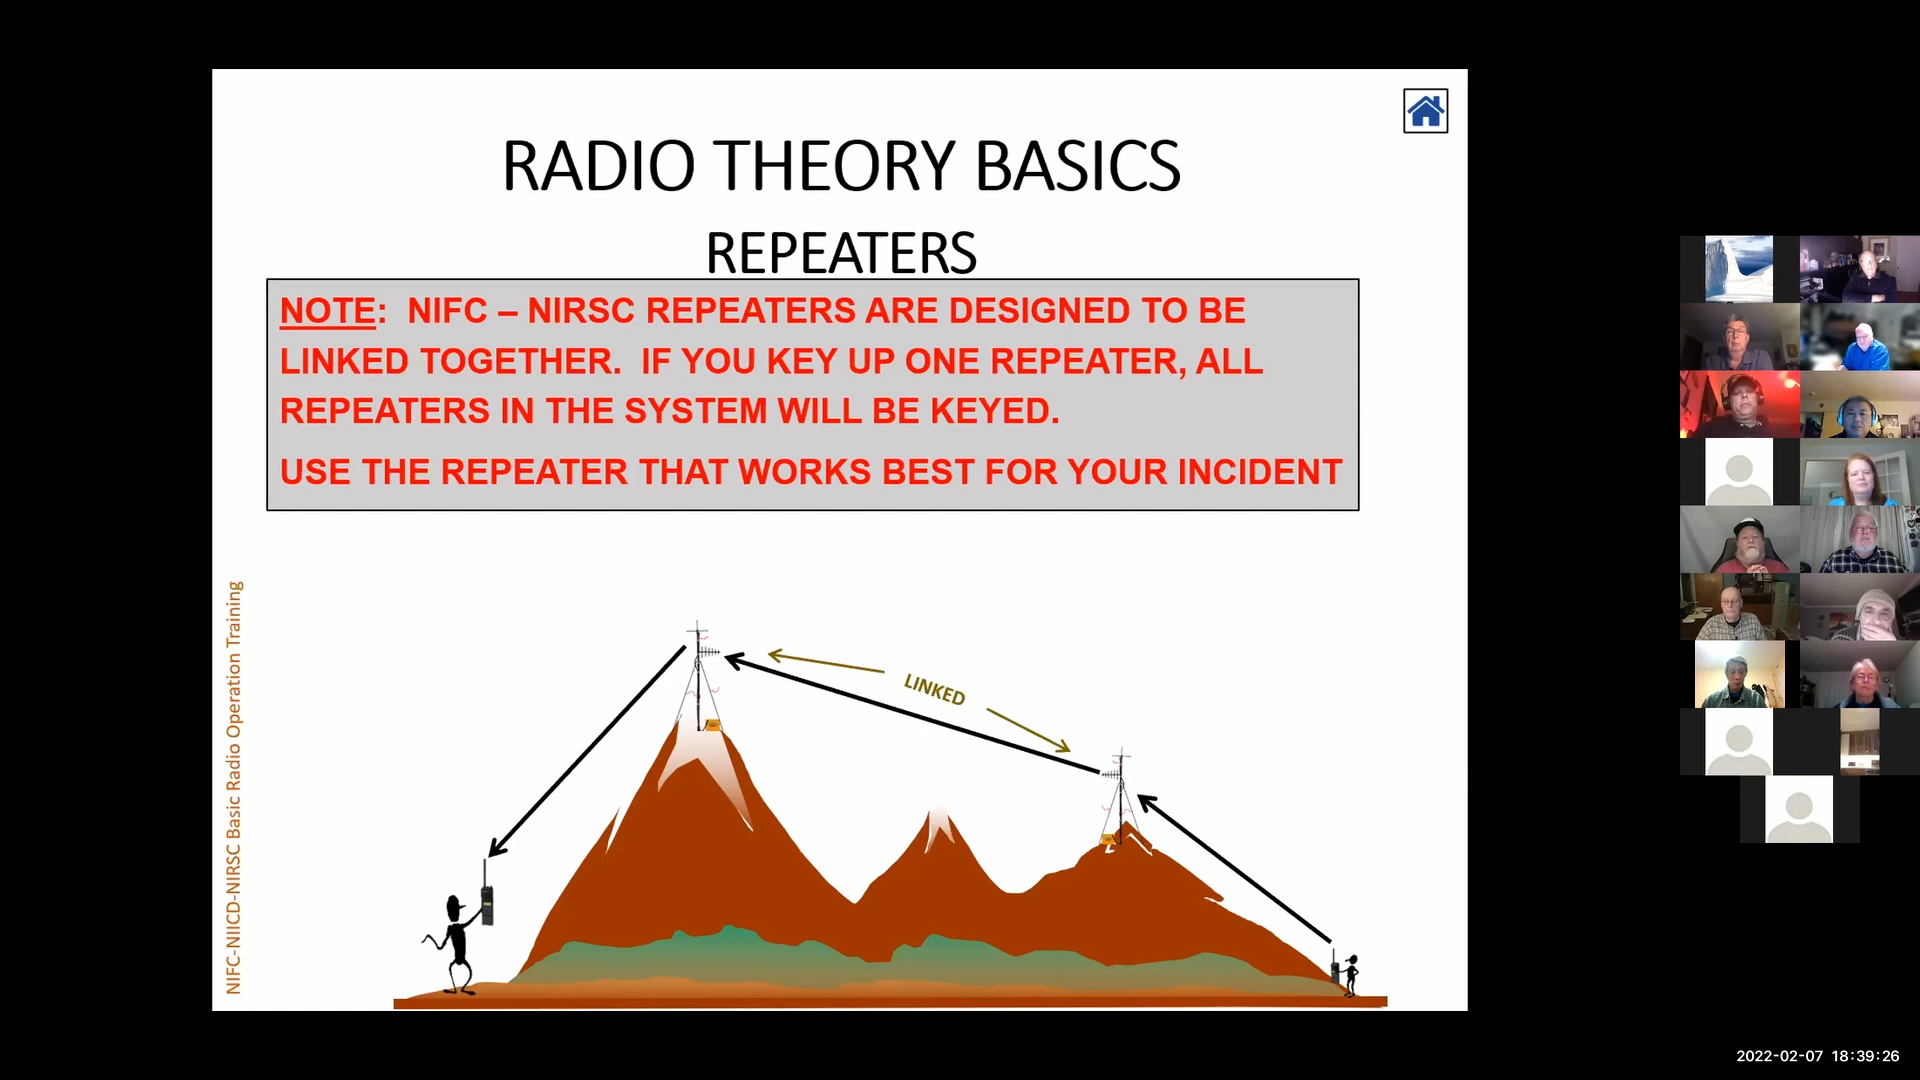 RADIO THEORY BASICS
REPEATERS
NOTE:  NIFC – NIRSC REPEATERS ARE DESIGNED TO BE
LINKED TOGETHER.  IF YOU KEY UP ONE REPEATER, ALL
REPEATERS IN THE SYSTEM WILL BE KEYED.
USE THE REPEATER THAT WORKS BEST FOR YOUR INCIDENT
NIFC-NIICD-NIRSC Basic Radio Operation Training
LINKED
2022-02-07 18:39:26